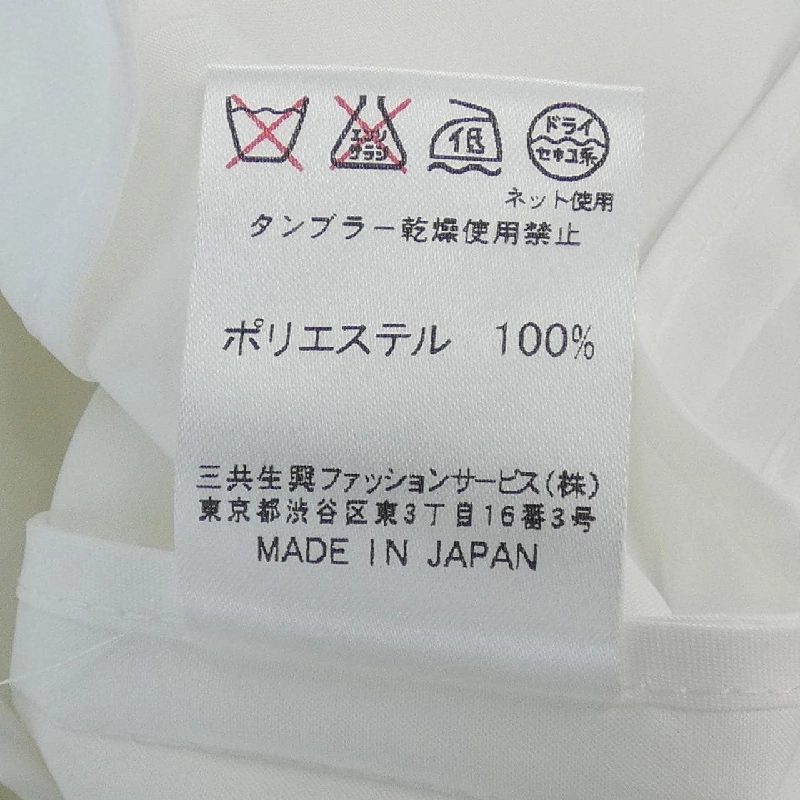 エンソ サラシ 低 ドライ セキユ系
ネット使用
タンブラー乾燥使用禁止
ポリエステル 100%
三共生興ファッションサービス(株)
東京都渋谷区東3丁目16番3号
MADE IN JAPAN